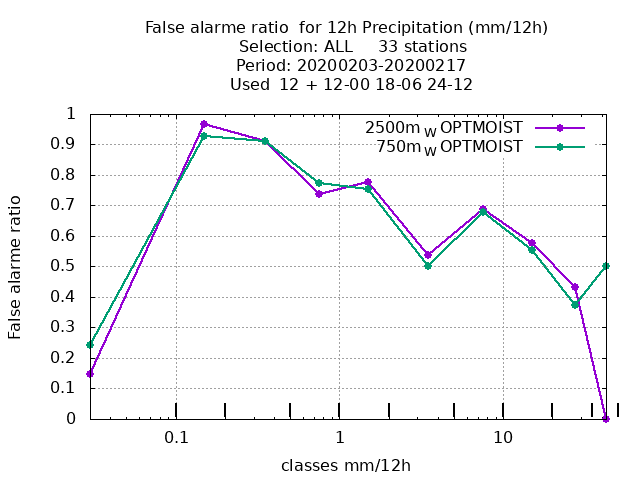 False alarme ratio  for 12h Precipitation (mm/12h)
Selection: ALL     33 stations
Period: 20200203-20200217
Used  12 + 12-00 18-06 24-12
2500m W OPTMOIST
750m W OPTMOIST
1
0.9
0.8
0.7
0.6
0.5
0.4
0.3
0.2
0.1
0
False alarme ratio
0.1
1
10
classes mm/12h